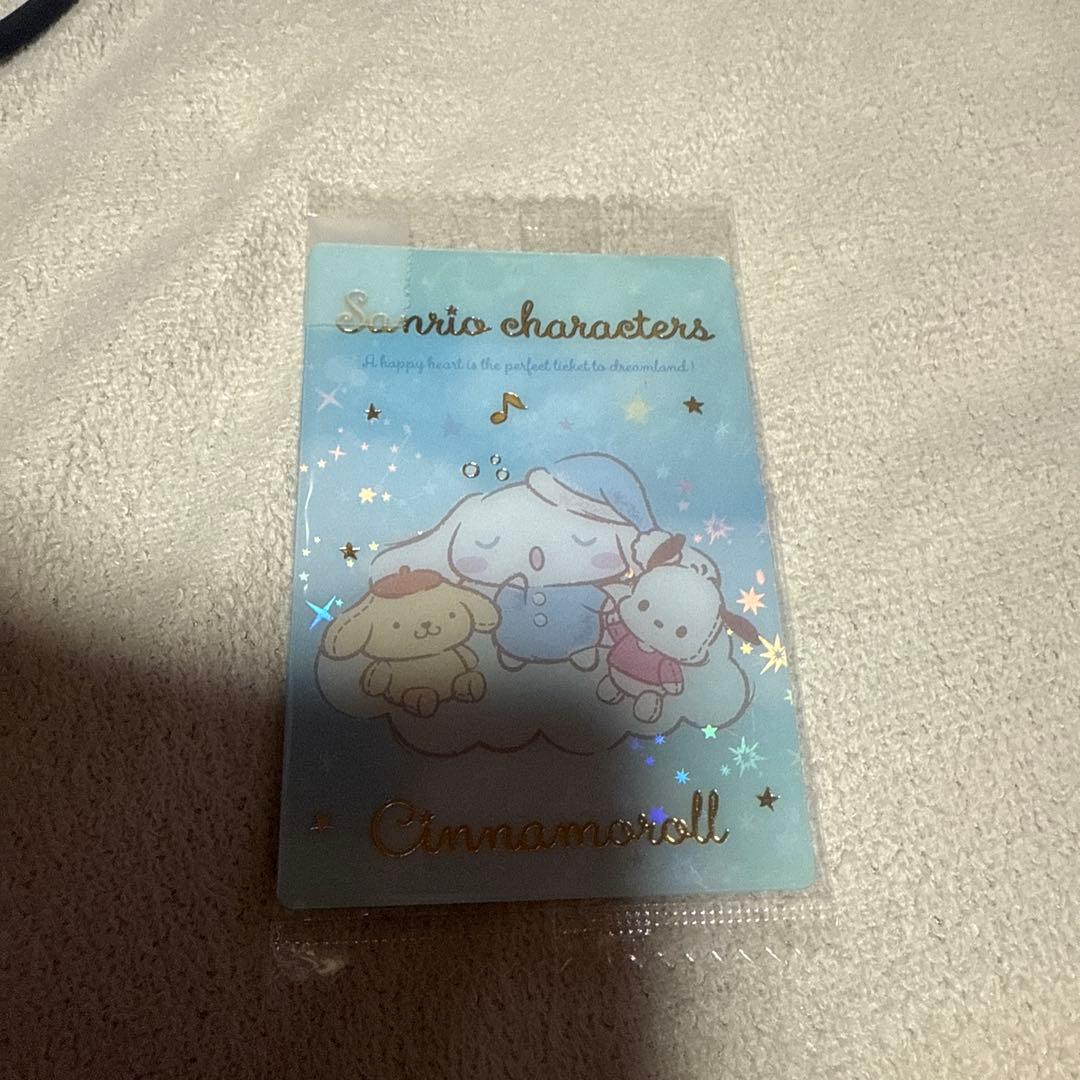 Sanrio characters
A happy heart is the perfect ticket to dreamland!
Cinnamoroll